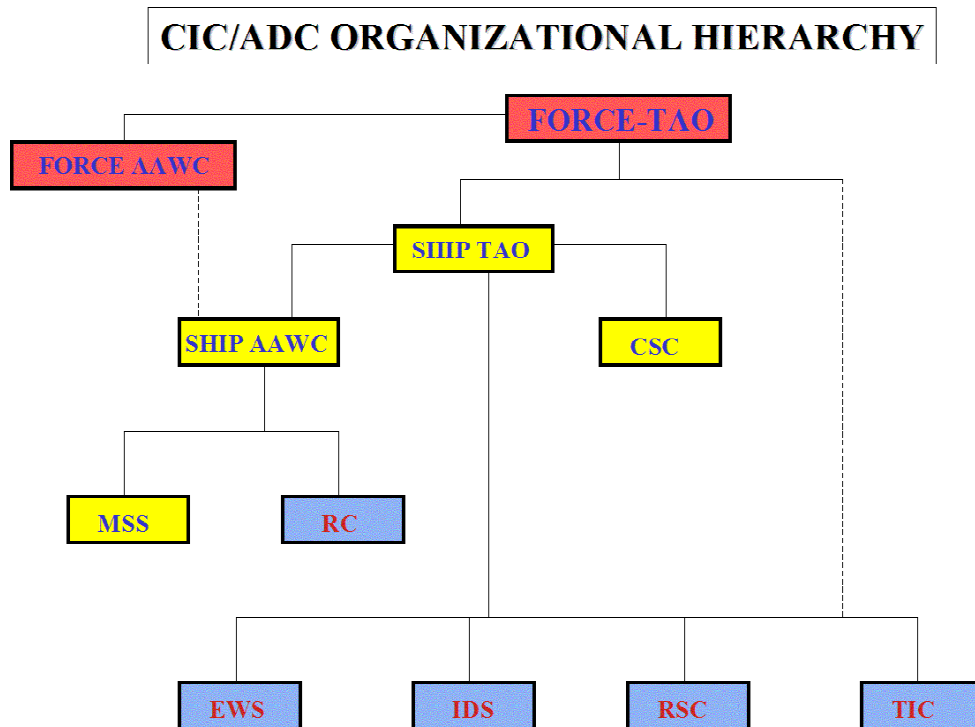 CIC/ADC ORGANIZATIONAL HIERARCHY
FORCE-TAO
FORCE AAWC
SHIP TAO
SHIP AAWC
CSC
MSS
RC
EWS
IDS
RSC
TIC